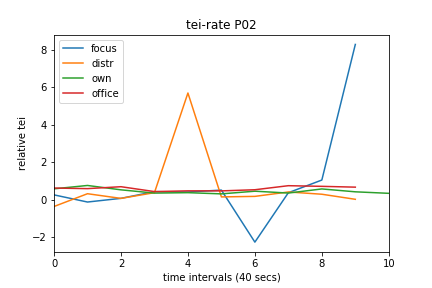 tei-rate P02
focus
distr
own
office
relative tei
8
6
4
2
0
−2
0 2 4 6 8 10
time intervals (40 secs)